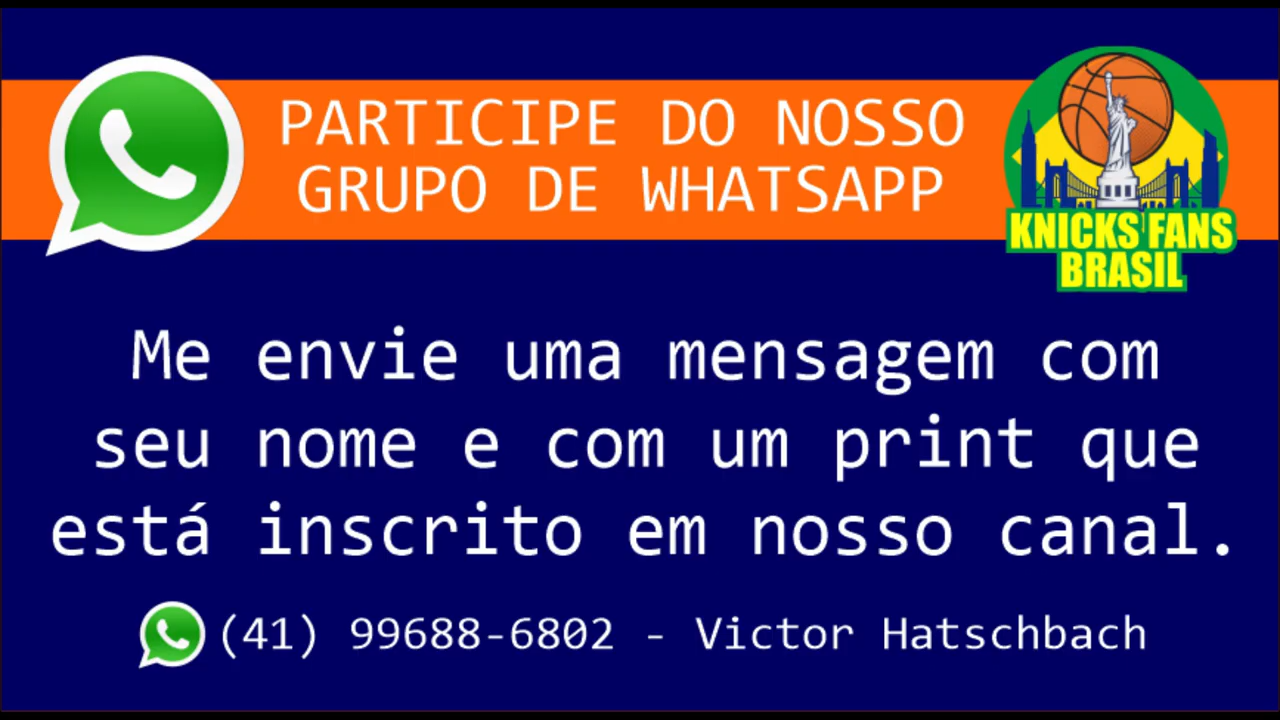 PARTICIPE DO NOSSO
GRUPO DE WHATSAPP
KNICKS FANS
BRASIL
Me envie uma mensagem com
seu nome e com um print que
está inscrito em nosso canal.
(41) 99688-6802 - Victor Hatschbach